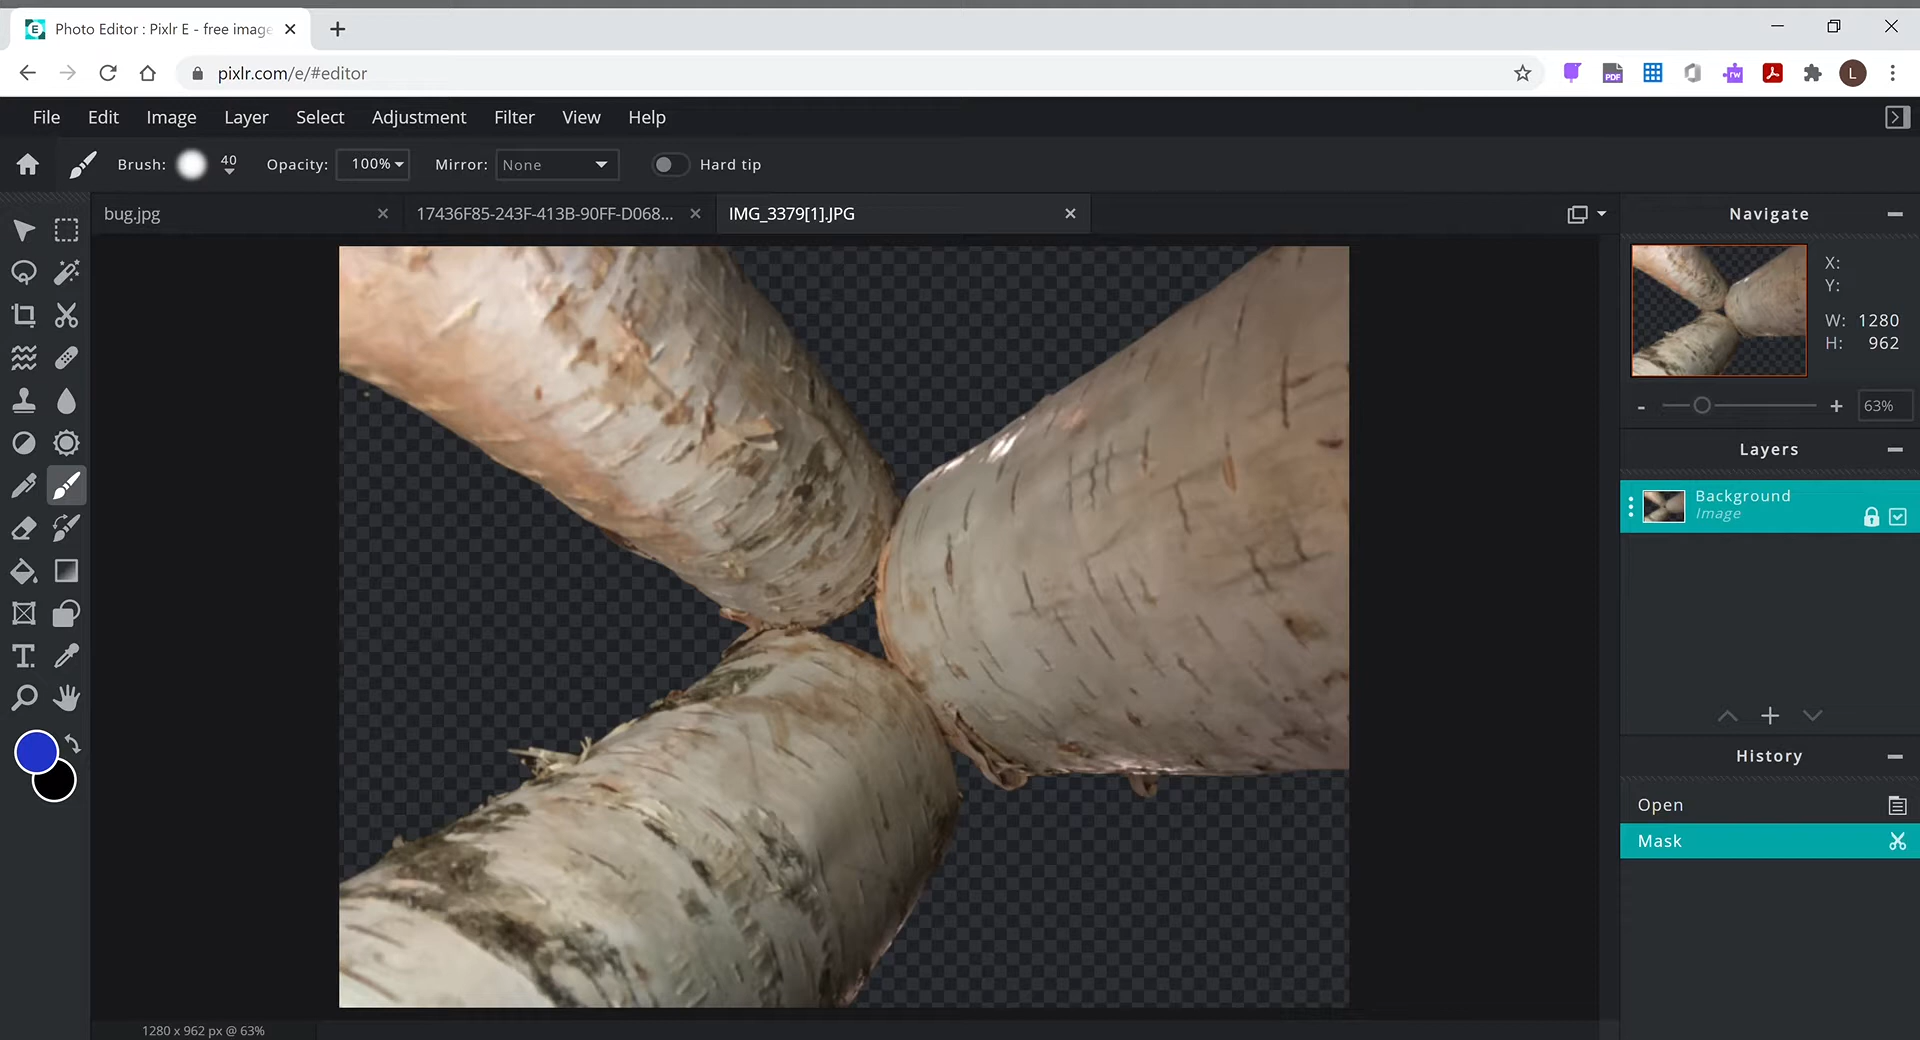 Photo Editor : Pixlr E - free image
pixlr.com/e/#editor
PDF
rw
L
File Edit Image Layer Select Adjustment Filter View Help
Brush: 40 Opacity: 100% Mirror: None Hard tip
bug.jpg 17436F85-243F-413B-90FF-D068... IMG_3379[1].JPG
Navigate
X:
Y:
W: 1280
H: 962
- + 63%
Layers
Background
Image
History
Open
Mask
1280 x 962 px @ 63%